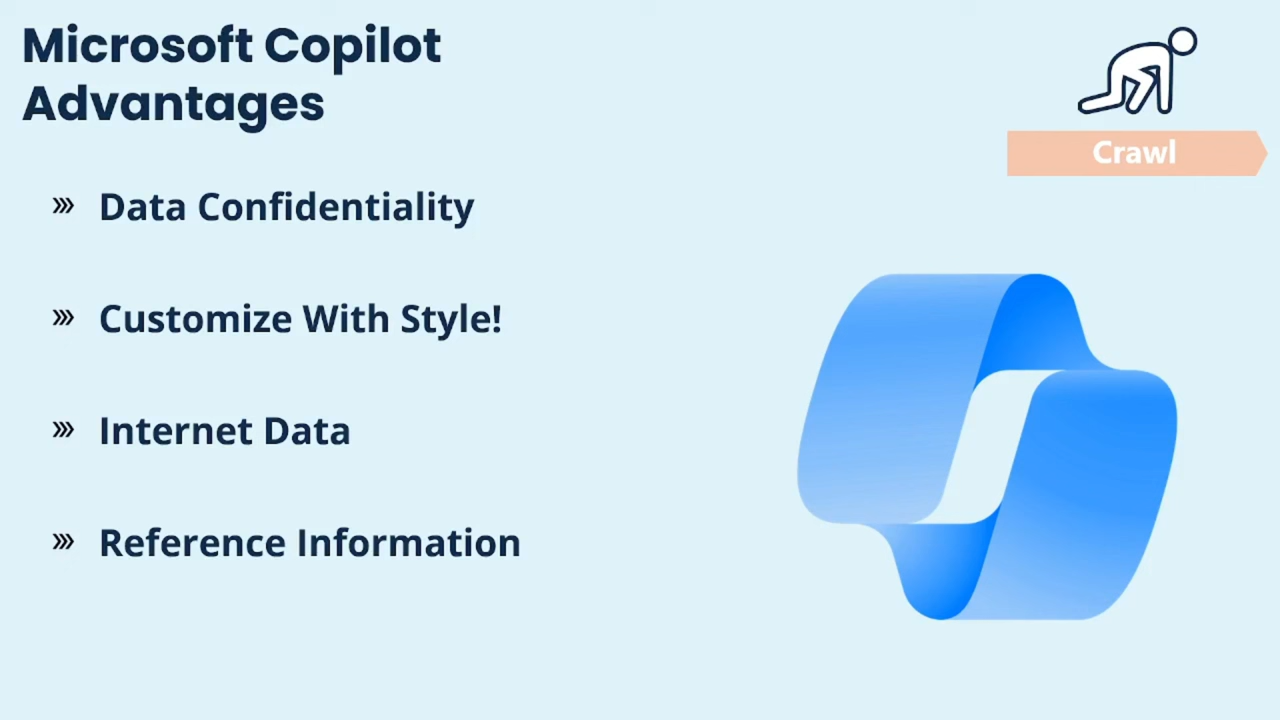 Microsoft Copilot
Advantages
Crawl
Data Confidentiality
Customize With Style!
Internet Data
Reference Information